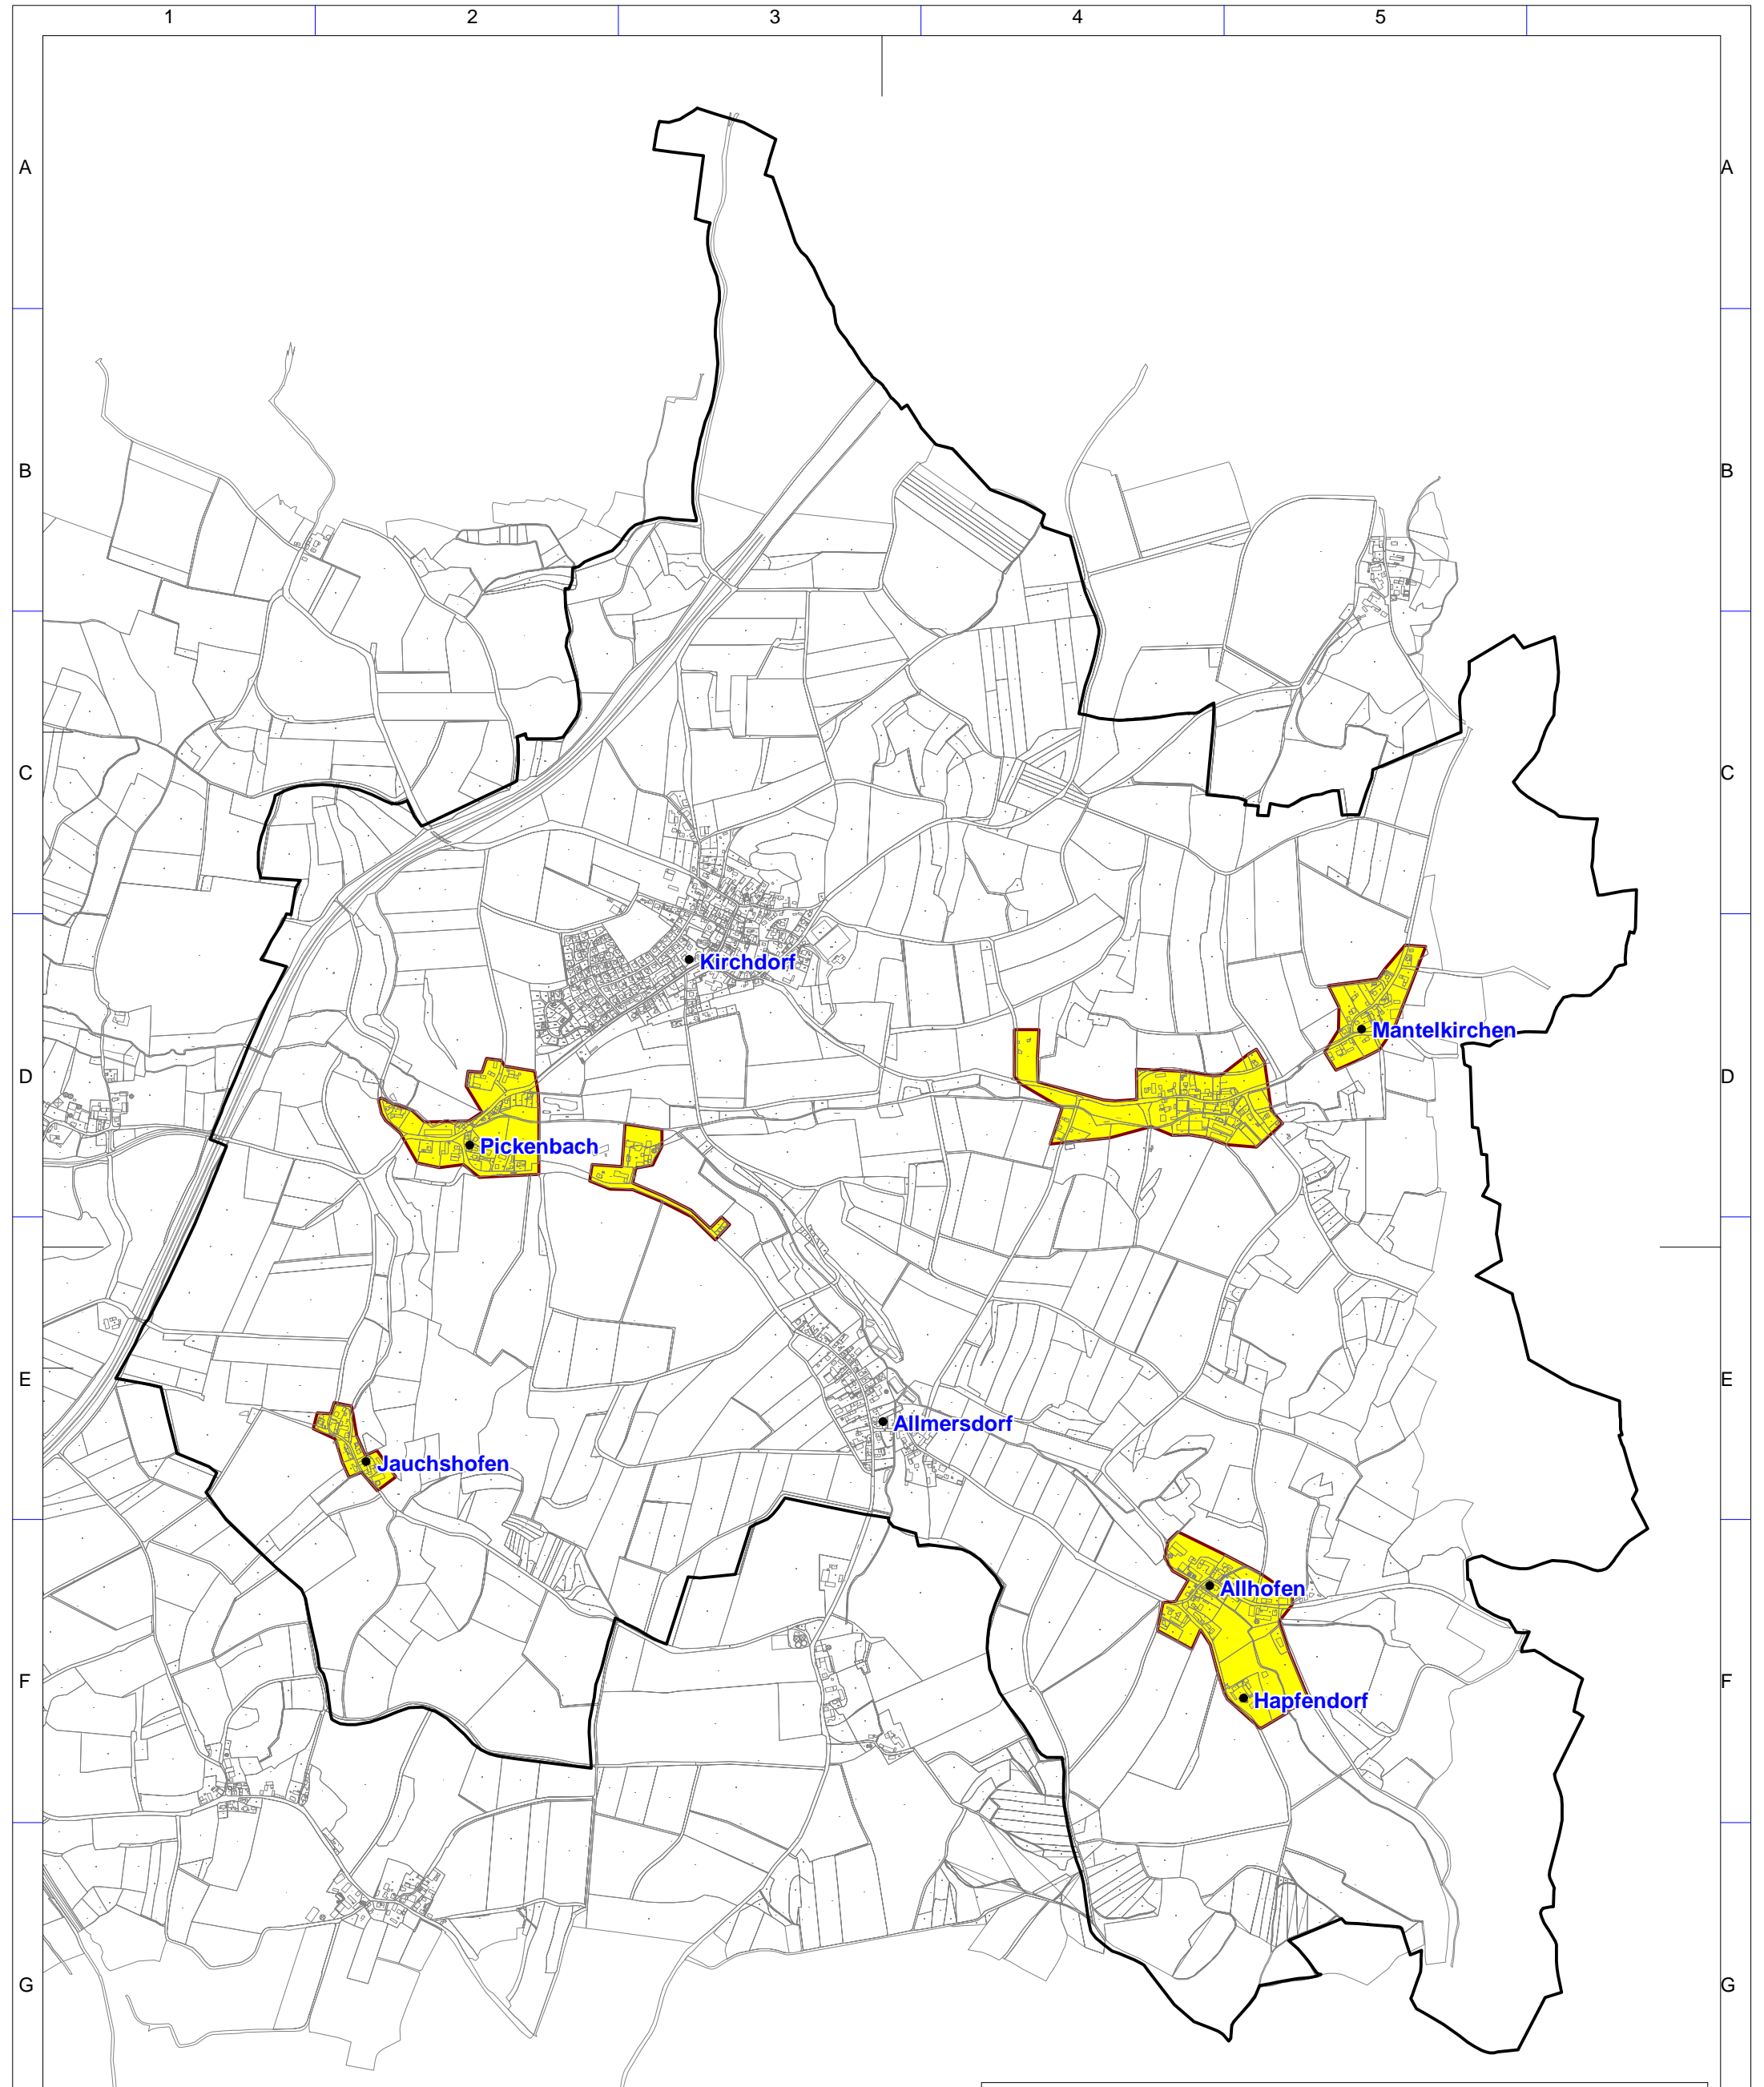 1 2 3 4 5
A A
B B
C C
Kirchdorf
Mantelkirchen
D D
Pickenbach
E E
Allmersdorf
Jauchshofen
Allhofen
F F
Hapfendorf
G G